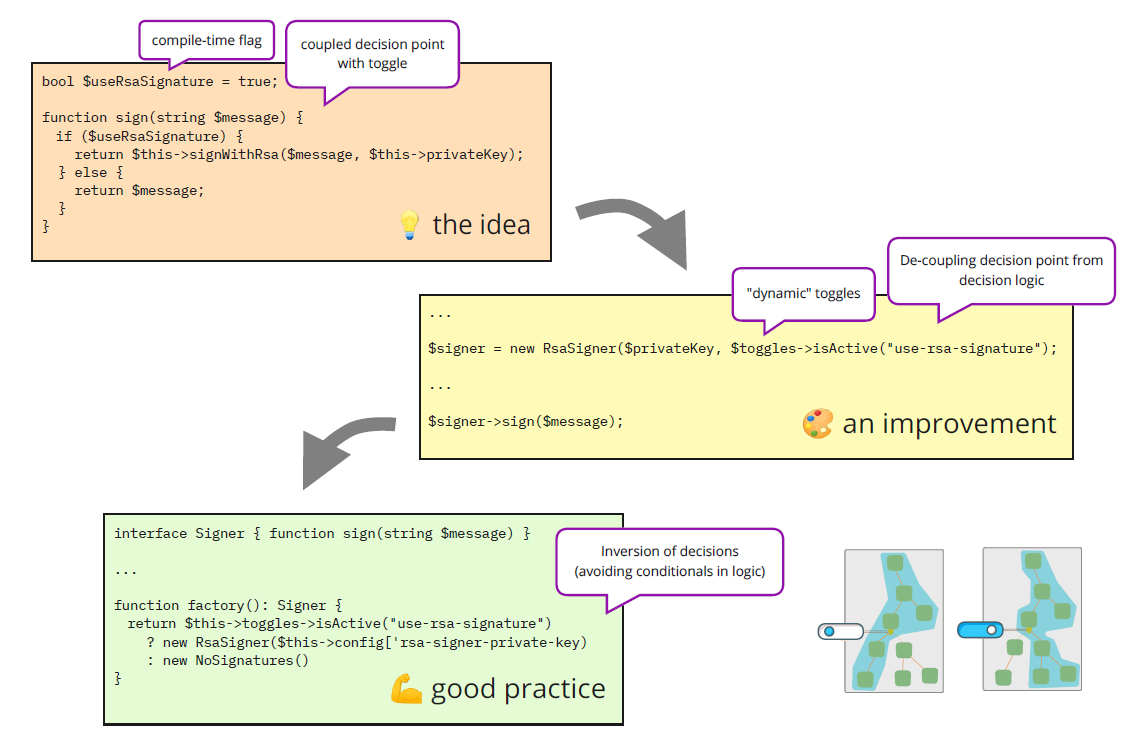 compile-time flag
coupled decision point
with toggle
bool $useRsaSignature = true;
function sign(string $message) {
if ($useRsaSignature) {
return $this->signWithRsa($message, $this->privateKey);
} else {
return $message;
}
}
💡 the idea
"dynamic" toggles
De-coupling decision point from
decision logic
...
$signer = new RsaSigner($privateKey, $toggles->isActive("use-rsa-signature");
...
$signer->sign($message);
🎨 an improvement
interface Signer { function sign(string $message) }
...
function factory(): Signer {
return $this->toggles->isActive("use-rsa-signature")
? new RsaSigner($this->config['rsa-signer-private-key)
: new NoSignatures()
}
💪 good practice
Inversion of decisions
(avoiding conditionals in logic)